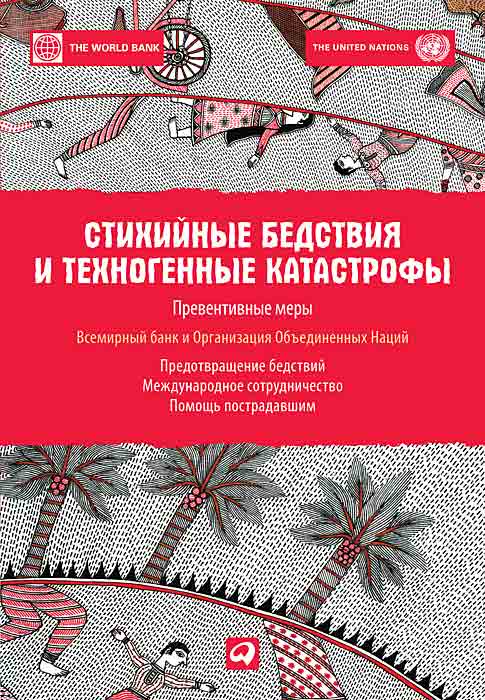 THE WORLD BANK
THE UNITED NATIONS
СТИХИЙНЫЕ БЕДСТВИЯ
И ТЕХНОГЕННЫЕ КАТАСТРОФЫ
Превентивные меры
Всемирный банк и Организация Объединенных Наций
Предотвращение бедствий
Международное сотрудничество
Помощь пострадавшим